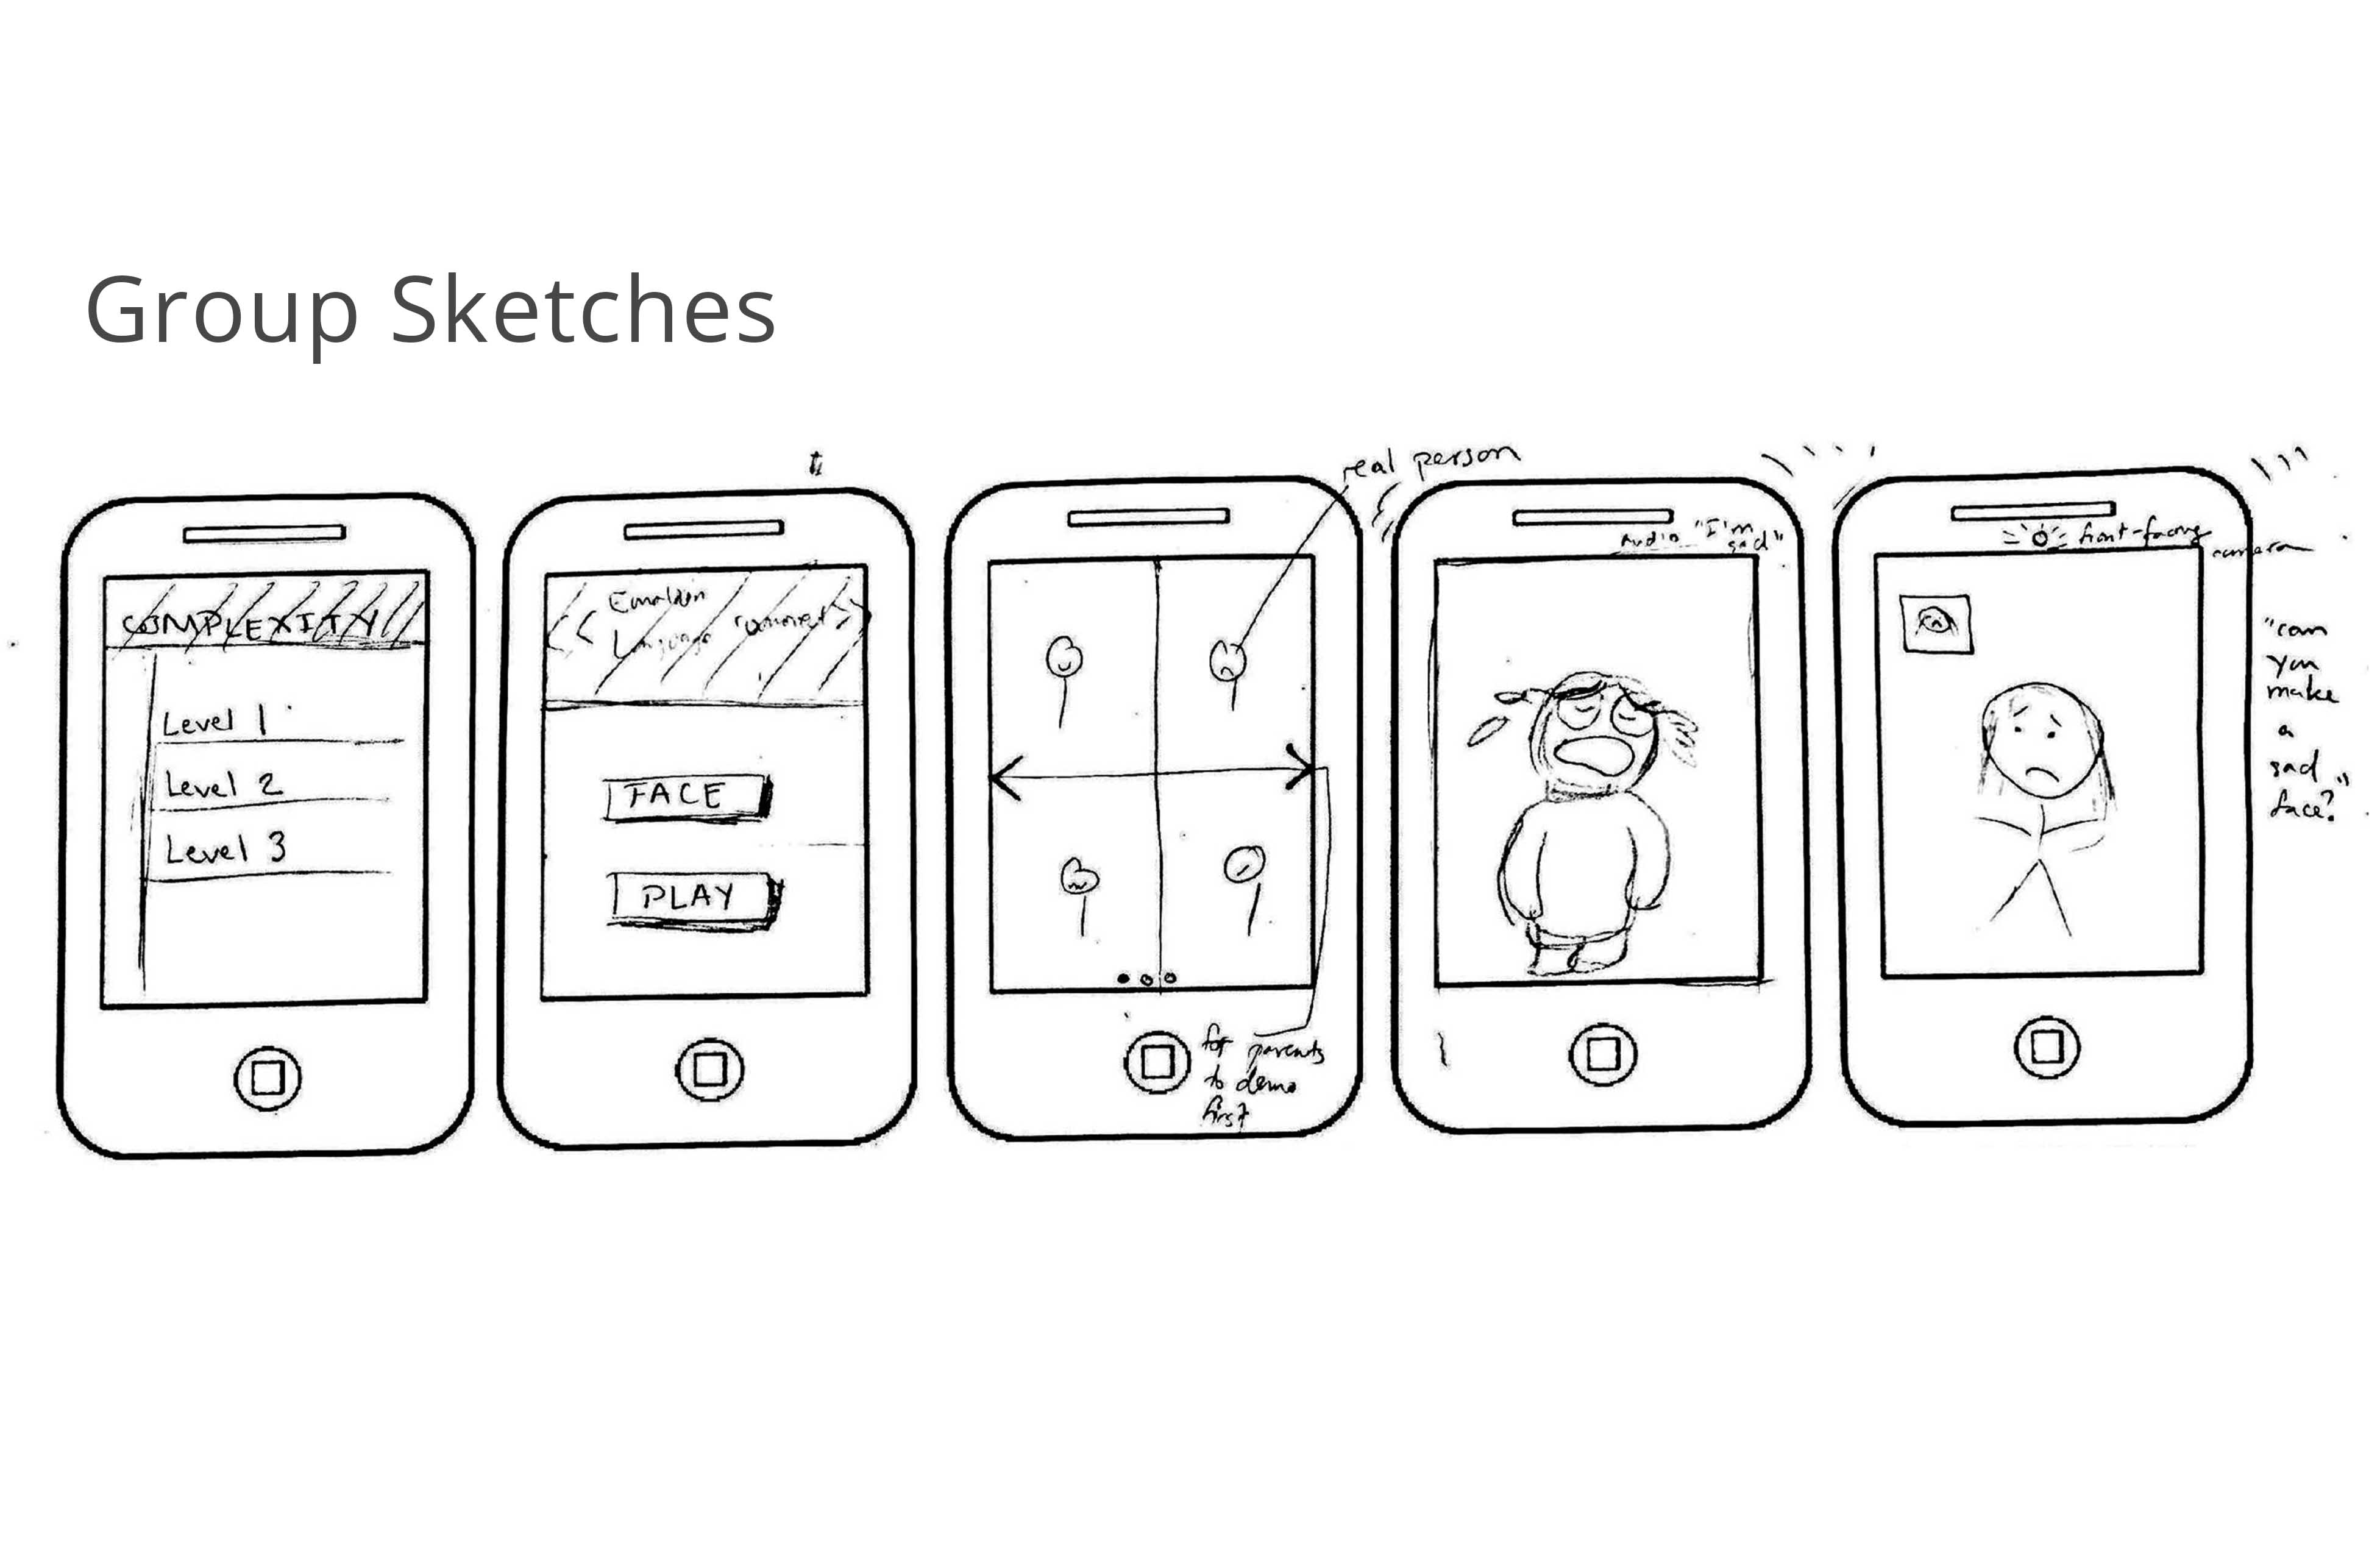 Group Sketches
COMPLEXITY
Level 1
Level 2
Level 3
Emotion
Language
FACE
PLAY
real person
for parents
to demo
first
Audio "I'm
sad"
front-facing
camera
"can
you
make
a
sad
face?"